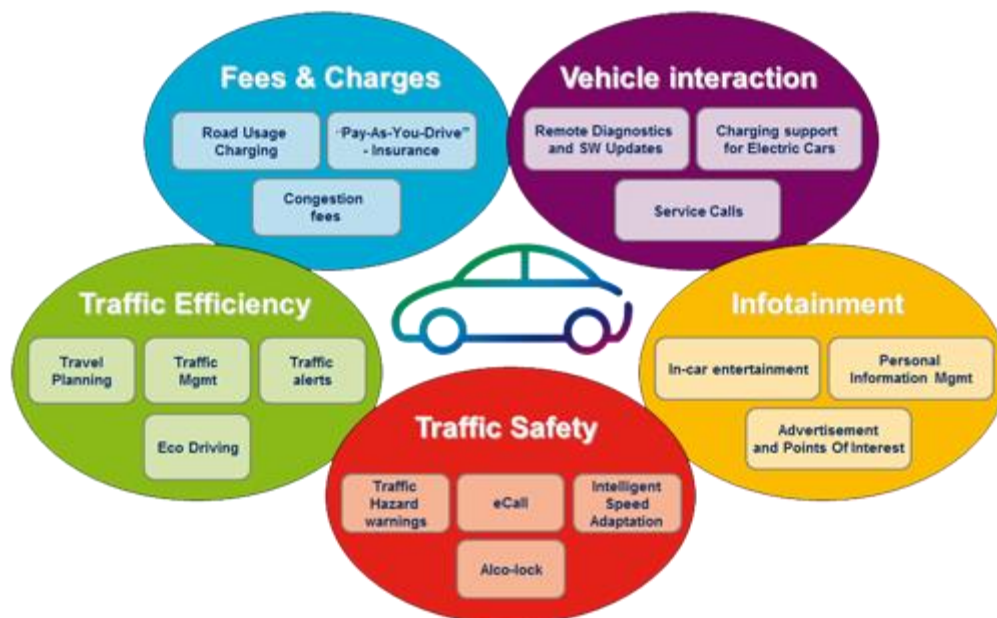 Fees & Charges
Road Usage
Charging
"Pay-As-You-Drive"
- Insurance
Congestion
fees
Vehicle interaction
Remote Diagnostics
and SW Updates
Charging support
for Electric Cars
Service Calls
Traffic Efficiency
Travel
Planning
Traffic
Mgmt
Traffic
alerts
Eco Driving
Infotainment
In-car entertainment
Personal
Information Mgmt
Advertisement
and Points Of Interest
Traffic Safety
Traffic
Hazard
warnings
eCall
Intelligent
Speed
Adaptation
Alco-lock